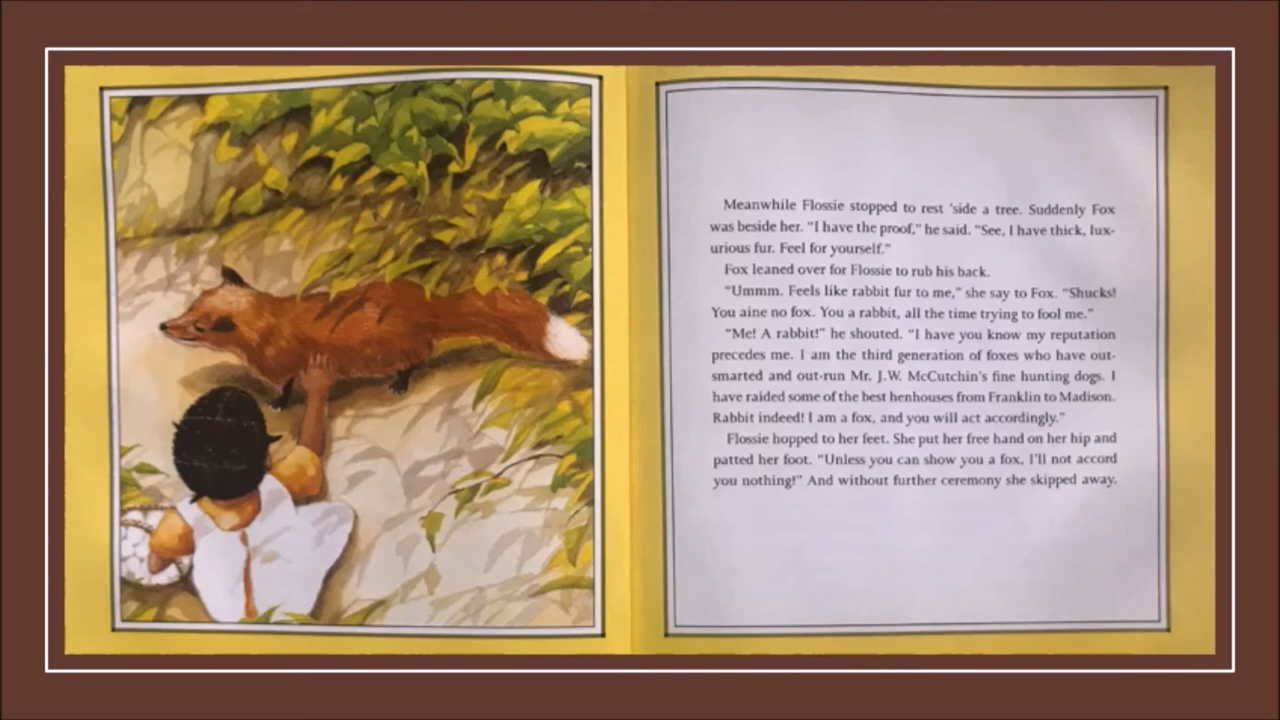 Meanwhile Flossie stopped to rest 'side a tree. Suddenly Fox
was beside her. "I have the proof," he said. "See, I have thick, lux-
urious fur. Feel for yourself."
Fox leaned over for Flossie to rub his back.
"Ummm. Feels like rabbit fur to me," she say to Fox. "Shucks!
You aine no fox. You a rabbit, all the time trying to fool me."
"Me! A rabbit!" he shouted. "I have you know my reputation
precedes me. I am the third generation of foxes who have out-
smarted and out-run Mr. J.W. McCutchin's fine hunting dogs. I
have raided some of the best henhouses from Franklin to Madison.
Rabbit indeed! I am a fox, and you will act accordingly."
Flossie hopped to her feet. She put her free hand on her hip and
patted her foot. "Unless you can show you a fox, I'll not accord
you nothing!" And without further ceremony she skipped away.